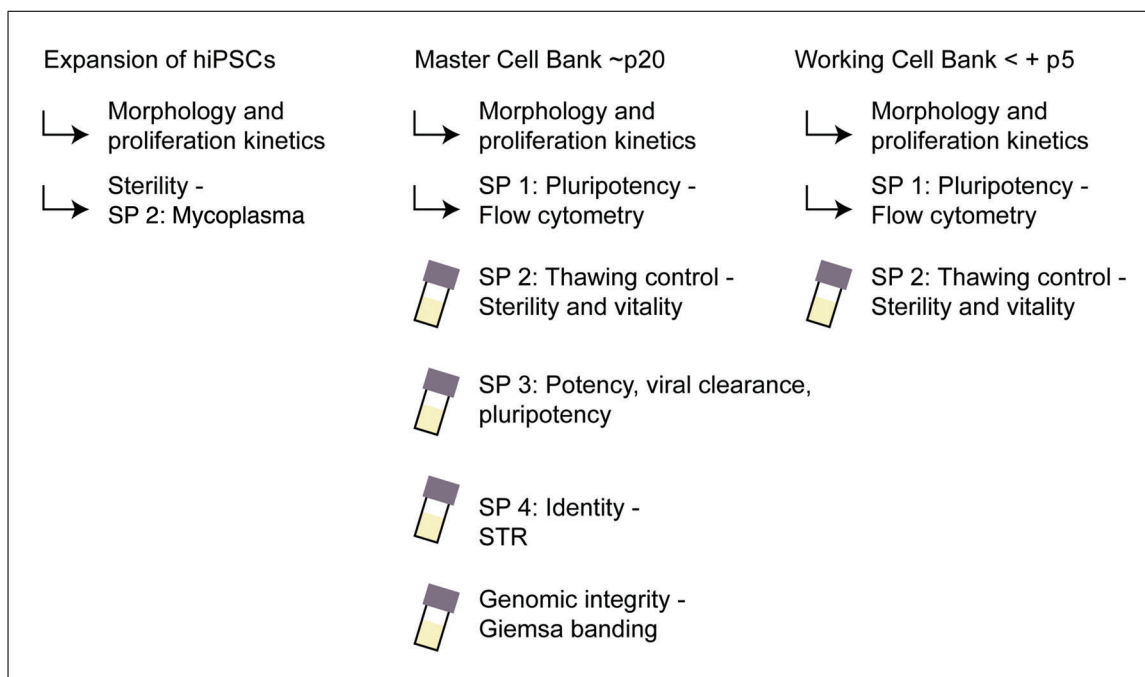 Expansion of hiPSCs
Morphology and
proliferation kinetics
Sterility -
SP 2: Mycoplasma
Master Cell Bank ~p20
Morphology and
proliferation kinetics
SP 1: Pluripotency -
Flow cytometry
SP 2: Thawing control -
Sterility and vitality
SP 3: Potency, viral clearance,
pluripotency
SP 4: Identity -
STR
Genomic integrity -
Giemsa banding
Working Cell Bank < + p5
Morphology and
proliferation kinetics
SP 1: Pluripotency -
Flow cytometry
SP 2: Thawing control -
Sterility and vitality